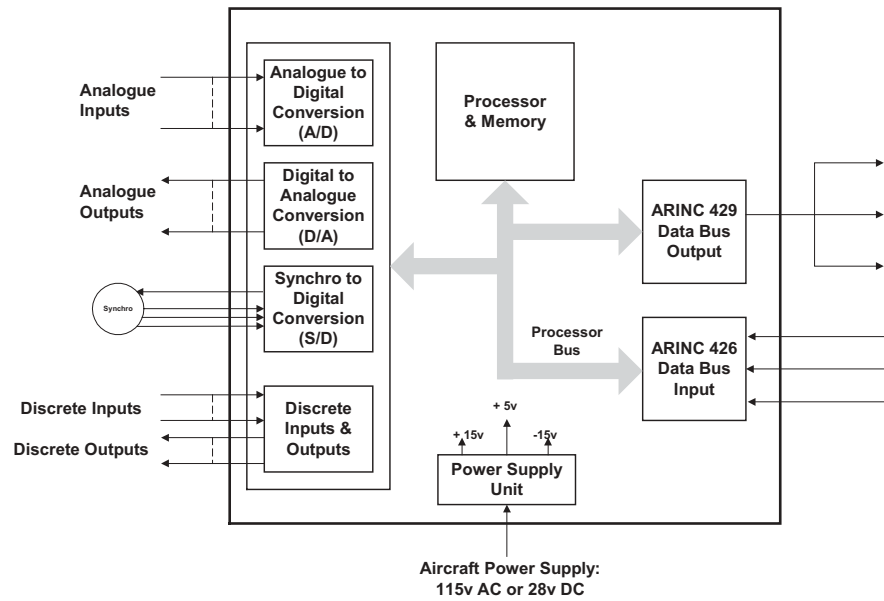 Analogue
Inputs
Analogue to
Digital
Conversion
(A/D)
Processor
& Memory
Analogue
Outputs
Digital to
Analogue
Conversion
(D/A)
ARINC 429
Data Bus
Output
Synchro
Synchro to
Digital
Conversion
(S/D)
Processor
Bus
ARINC 426
Data Bus
Input
Discrete Inputs
Discrete Outputs
Discrete
Inputs &
Outputs
+ 15v
+ 5v
-15v
Power Supply
Unit
Aircraft Power Supply:
115v AC or 28v DC